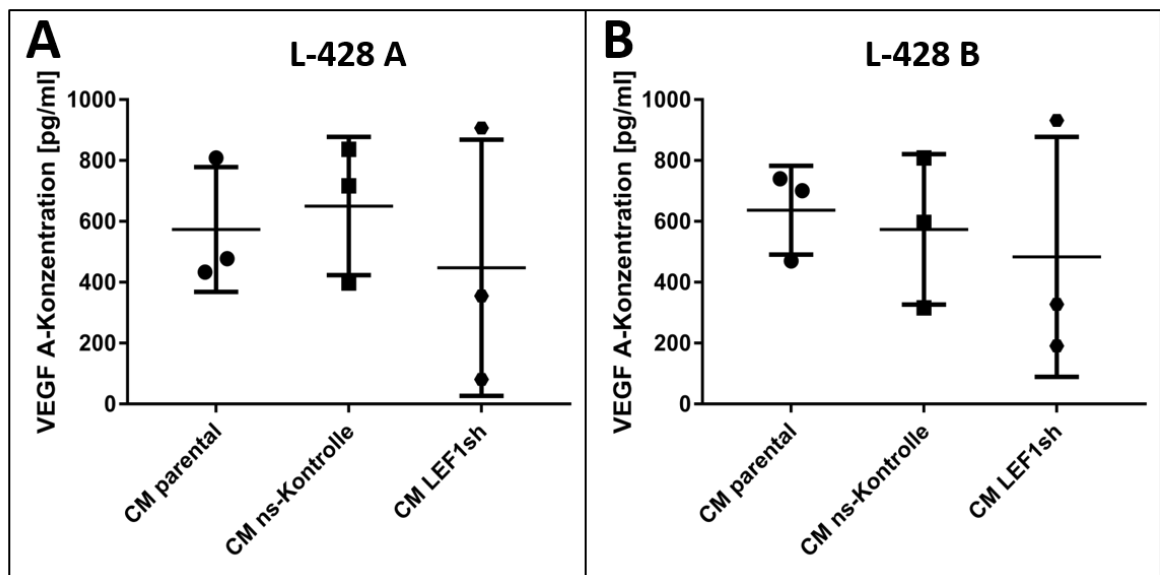 A
L-428 A
VEGF A-Konzentration [pg/ml]
1000
800
600
400
200
0
CM parental
CM ns-Kontrolle
CM LEF1sh
B
L-428 B
VEGF A-Konzentration [pg/ml]
1000
800
600
400
200
0
CM parental
CM ns-Kontrolle
CM LEF1sh